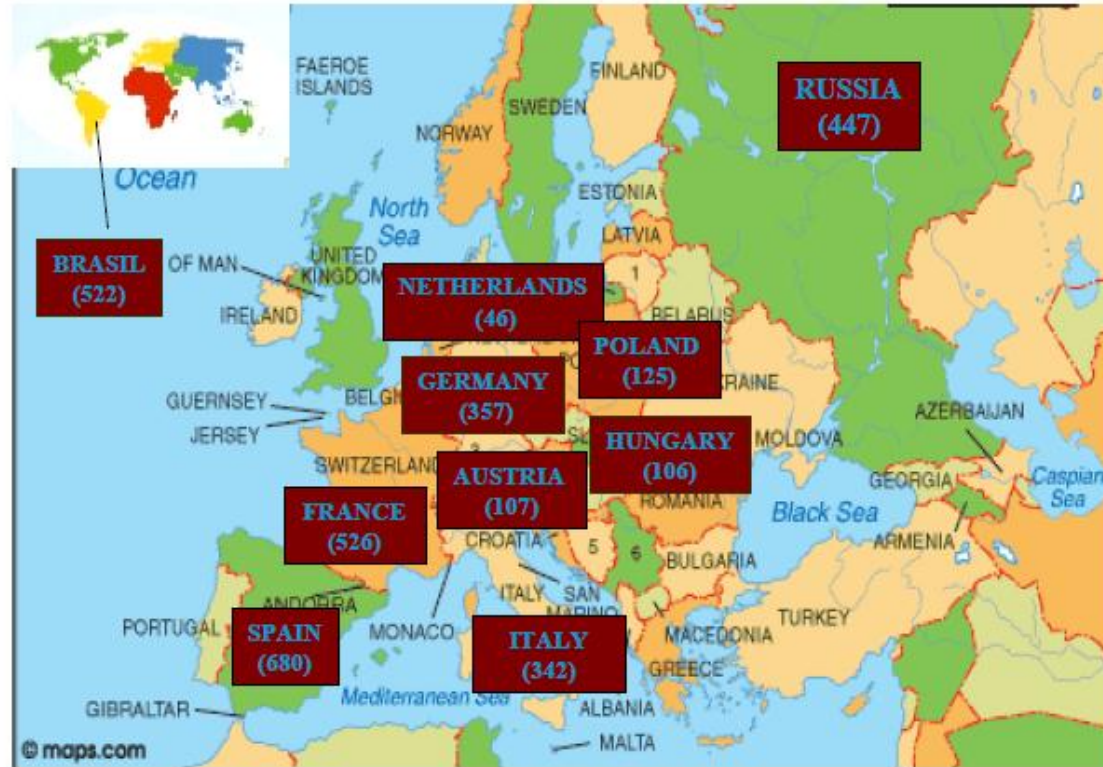 FAEROE
ISLANDS
FINLAND
SWEDEN
NORWAY
RUSSIA
(447)
Ocean
North
Sea
ESTONIA
LATVIA
1
BRASIL
(522)
OF MAN
UNITED
KINGDOM
IRELAND
NETHERLANDS
(46)
BELARUS
POLAND
(125)
GERMANY
(357)
BELGI
RAINE
GUERNSEY
JERSEY
AZERBAIJAN
HUNGARY
(106)
MOLDOVA
SWITZERLAND
AUSTRIA
(107)
GEORGIA
Caspian
Sea
ROMANIA
Black Sea
FRANCE
(526)
CROATIA
5
6
ARMENIA
BULGARIA
ITALY
SAN
MARINO
ANDORRA
TURKEY
PORTUGAL
SPAIN
(680)
MONACO
ITALY
(342)
MACEDONIA
GREECE
Mediterranean Sea
GIBRALTAR
ALBANIA
MALTA
© maps.com